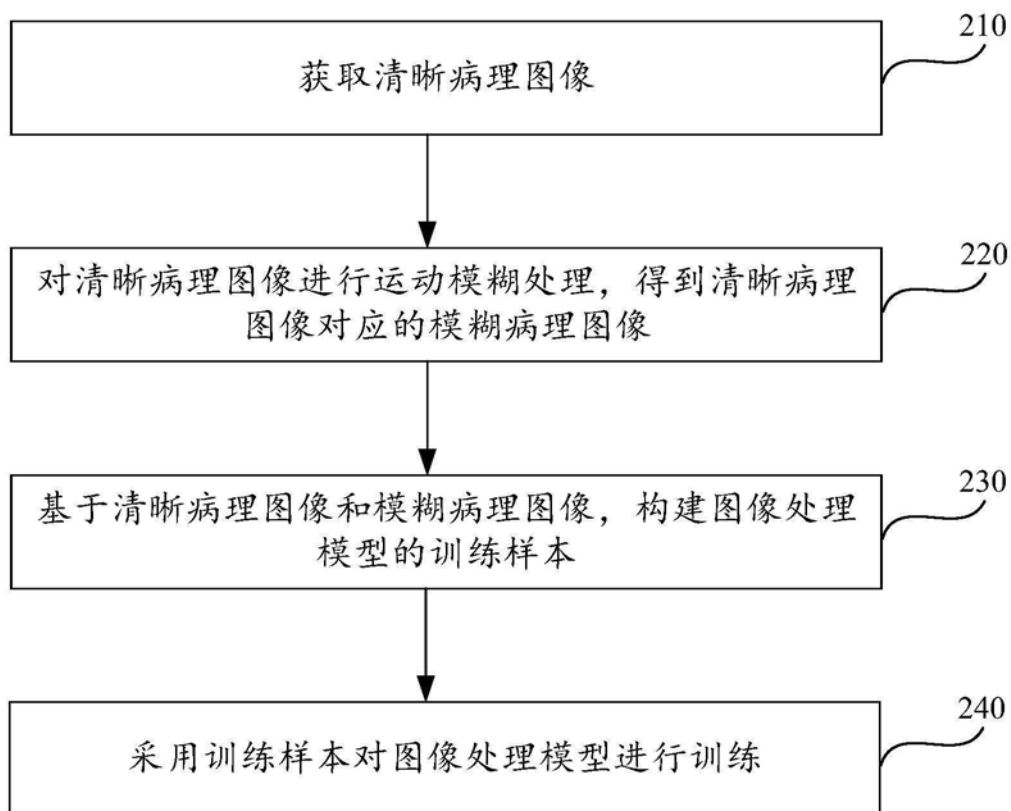 210
获取清晰病理图像
220
对清晰病理图像进行运动模糊处理，得到清晰病理
图像对应的模糊病理图像
230
基于清晰病理图像和模糊病理图像，构建图像处理
模型的训练样本
240
采用训练样本对图像处理模型进行训练